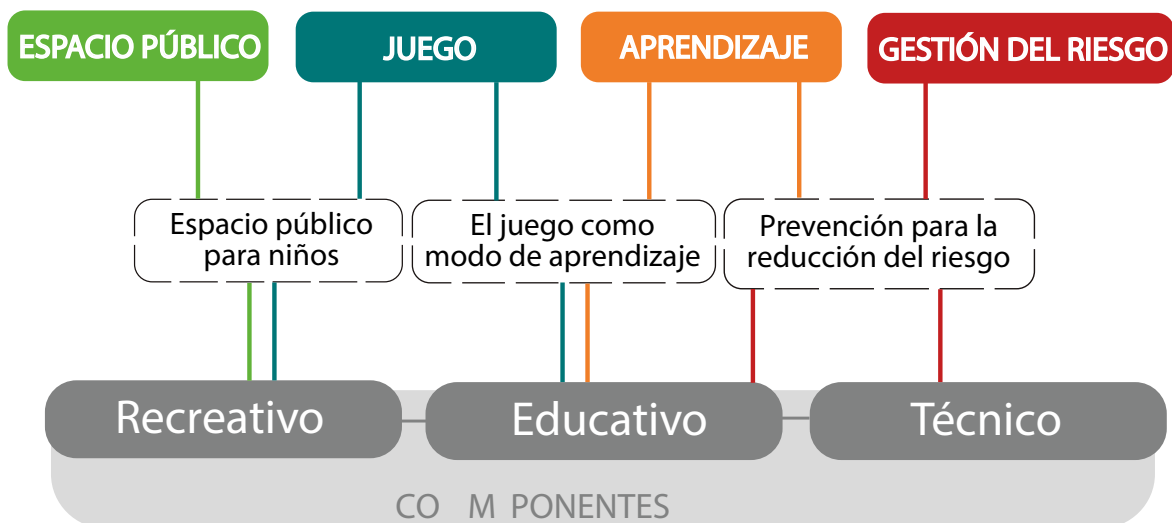 ESPACIO PÚBLICO
JUEGO
APRENDIZAJE
GESTIÓN DEL RIESGO
Espacio público
para niños
El juego como
modo de aprendizaje
Prevención para la
reducción del riesgo
Recreativo
Educativo
Técnico
CO M PONENTES